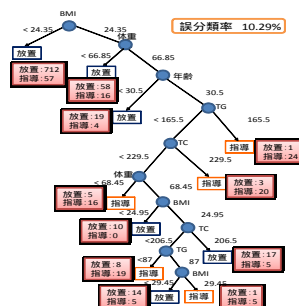 BMI
誤分類率 10.29%
< 24.35 24.35
体重
放置
< 66.85 66.85
放置:712
指導:57
放置
年齢
放置:58
指導:16
< 30.5 30.5
放置:19
指導:4
放置
TG
< 165.5 165.5
TC
指導
放置:1
指導:24
< 229.5 229.5
体重
指導
放置:3
指導:20
< 68.45 68.45
放置:5
指導:16
指導
BMI
< 24.95 24.95
放置:10
指導:0
放置
TC
<206.5 206.5
TG
放置
放置:17
指導:5
<87 87
放置:8
指導:19
指導
BMI
<29.45 29.45
放置:14
指導:5
放置
指導
放置:1
指導:5